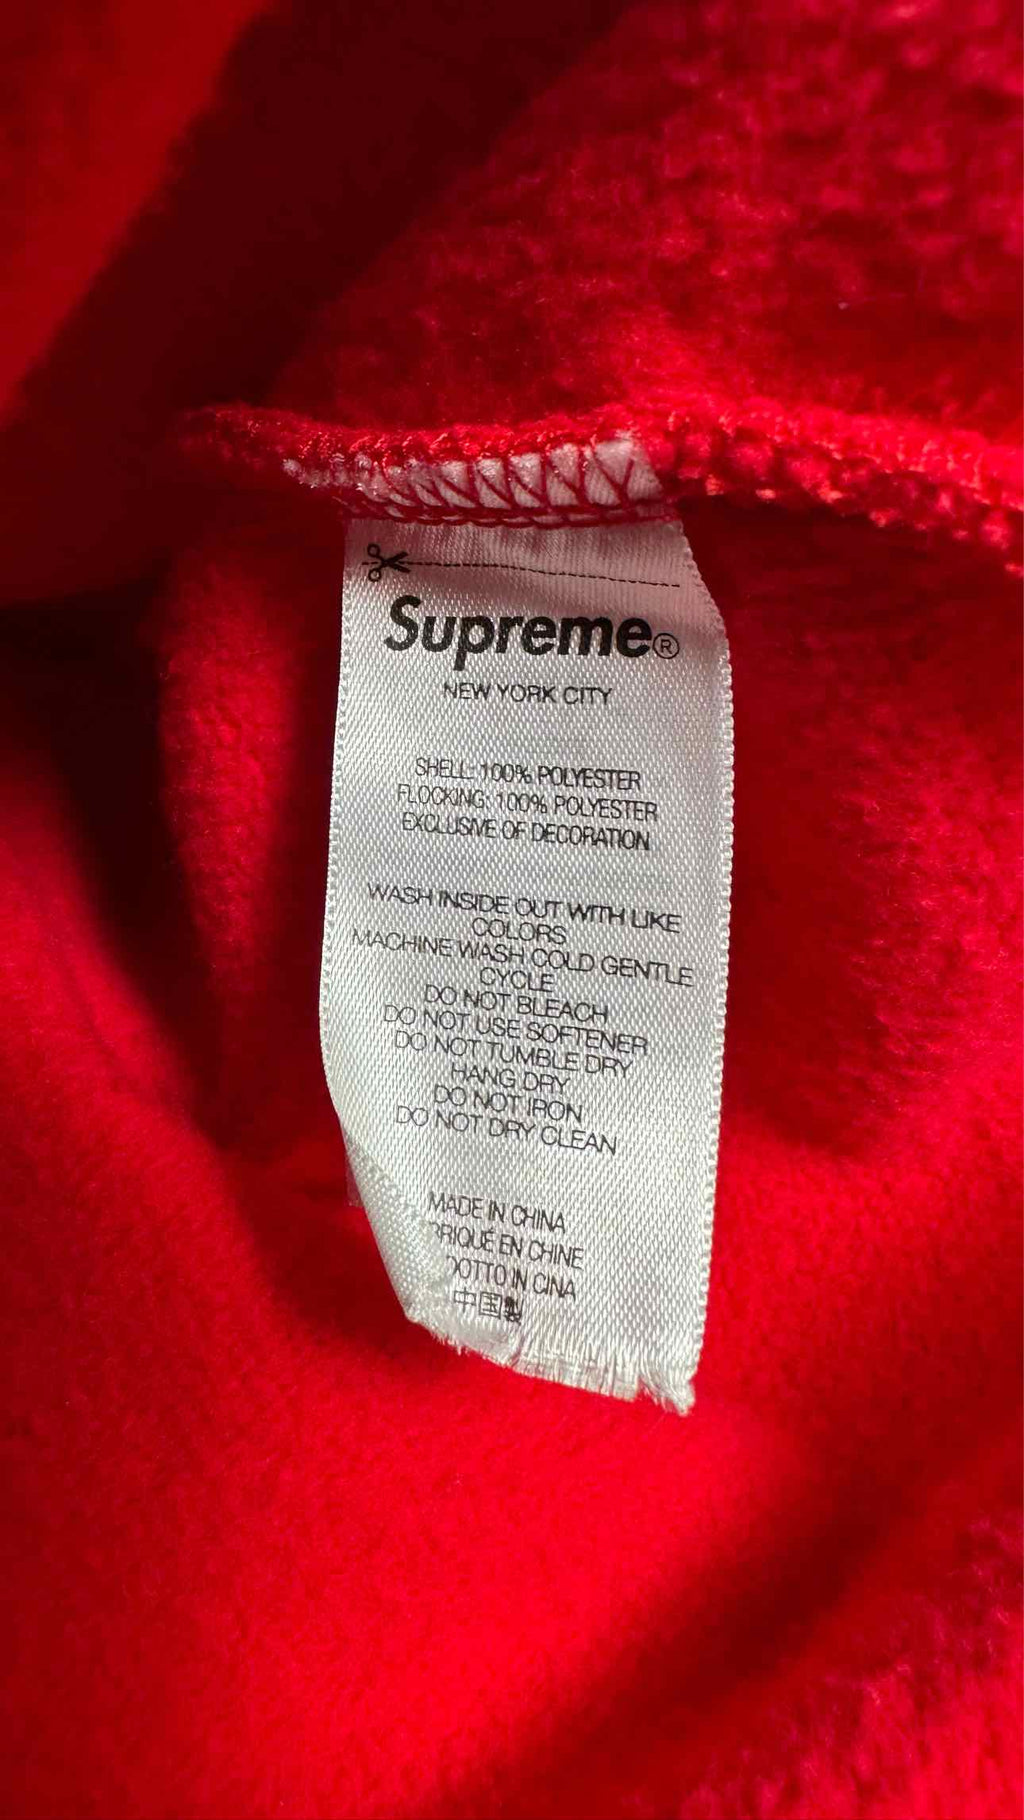 Supreme®
NEW YORK CITY
SHELL: 100% POLYESTER
FLOCKING: 100% POLYESTER
EXCLUSIVE OF DECORATION
WASH INSIDE OUT WITH LIKE
COLORS
MACHINE WASH COLD GENTLE
CYCLE
DO NOT BLEACH
DO NOT USE SOFTENER
DO NOT TUMBLE DRY
HANG DRY
DO NOT IRON
DO NOT DRY CLEAN
MADE IN CHINA
RIQUÉ EN CHINE
DOTTO IN CINA
中国製